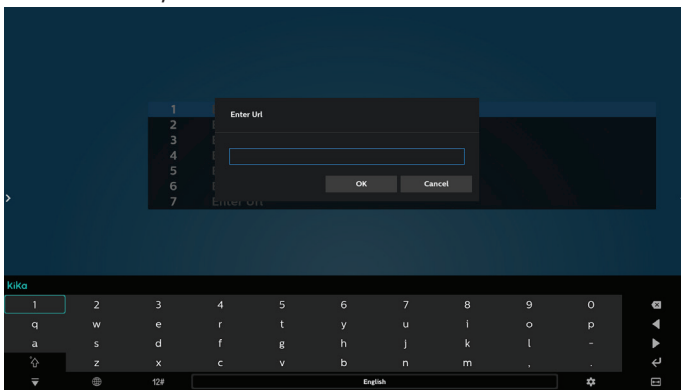 Enter Url
1
2
3
4
5
6
7 Enter Url
OK Cancel
kika
1 2 3 4 5 6 7 8 9 0
q w e r t y u i o p
a s d f g h j k l -
z x c v b n m , .
12# English